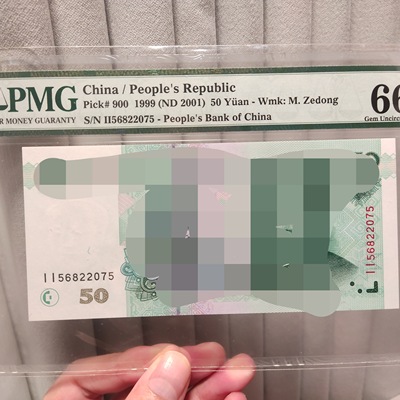 PMG
China / People's Republic
Pick# 900 1999 (ND 2001) 50 Yüan - Wmk: M. Zedong
S/N II56822075 - People's Bank of China
MONEY GUARANTY
66
Gem Uncirc
II56822075
50
II56822075